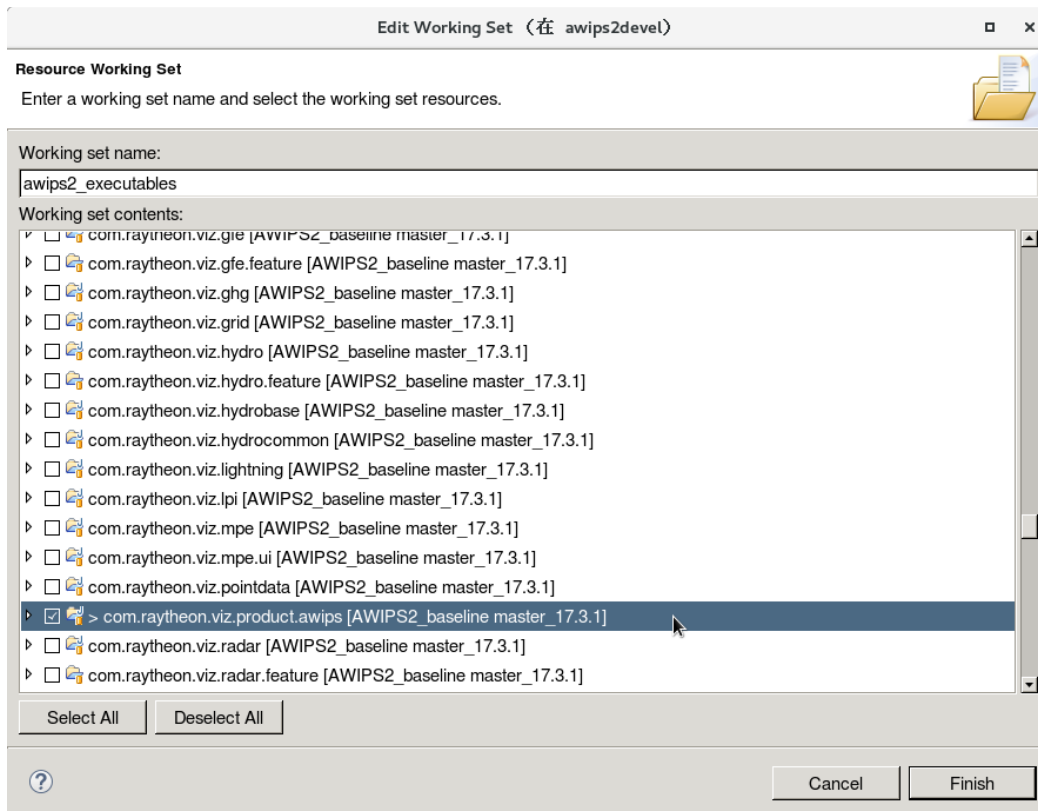 Edit Working Set (在 awips2devel)
Resource Working Set
Enter a working set name and select the working set resources.
Working set name:
awips2_executables
Working set contents:
com.raytheon.viz.gfe [AWIPS2_baseline master_17.3.1]
com.raytheon.viz.gfe.feature [AWIPS2_baseline master_17.3.1]
com.raytheon.viz.ghg [AWIPS2_baseline master_17.3.1]
com.raytheon.viz.grid [AWIPS2_baseline master_17.3.1]
com.raytheon.viz.hydro [AWIPS2_baseline master_17.3.1]
com.raytheon.viz.hydro.feature [AWIPS2_baseline master_17.3.1]
com.raytheon.viz.hydrobase [AWIPS2_baseline master_17.3.1]
com.raytheon.viz.hydrocommon [AWIPS2_baseline master_17.3.1]
com.raytheon.viz.lightning [AWIPS2_baseline master_17.3.1]
com.raytheon.viz.lpi [AWIPS2_baseline master_17.3.1]
com.raytheon.viz.mpe [AWIPS2_baseline master_17.3.1]
com.raytheon.viz.mpe.ui [AWIPS2_baseline master_17.3.1]
com.raytheon.viz.pointdata [AWIPS2_baseline master_17.3.1]
> com.raytheon.viz.product.awips [AWIPS2_baseline master_17.3.1]
com.raytheon.viz.radar [AWIPS2_baseline master_17.3.1]
com.raytheon.viz.radar.feature [AWIPS2_baseline master_17.3.1]
Select All Deselect All
? Cancel Finish